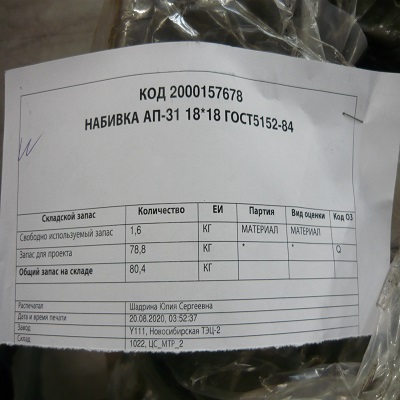 КОД 2000157678
НАБИВКА АП-31 18*18 ГОСТ5152-84
Складской запас Количество ЕИ Партия Вид оценки Код ОЗ
Свободно используемый запас 1,6 КГ МАТЕРИАЛ МАТЕРИАЛ
Запас для проекта 78,8 КГ * * Q
Общий запас на складе 80,4 КГ
Распечатал Шадрина Юлия Сергеевна
Дата и время печати 20.08.2020, 03:52:37
Завод Y111, Новосибирская ТЭЦ-2
Склад 1022, ЦС_МТР_2